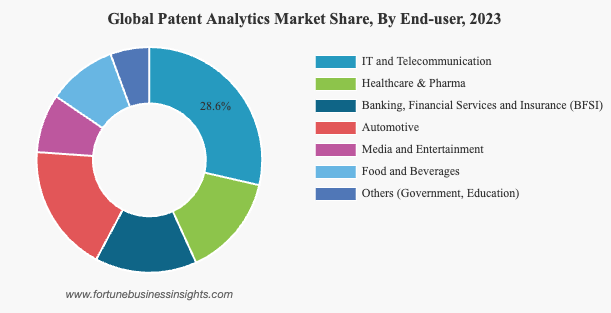 Global Patent Analytics Market Share, By End-user, 2023
28.6%
IT and Telecommunication
Healthcare & Pharma
Banking, Financial Services and Insurance (BFSI)
Automotive
Media and Entertainment
Food and Beverages
Others (Government, Education)
www.fortunebusinessinsights.com